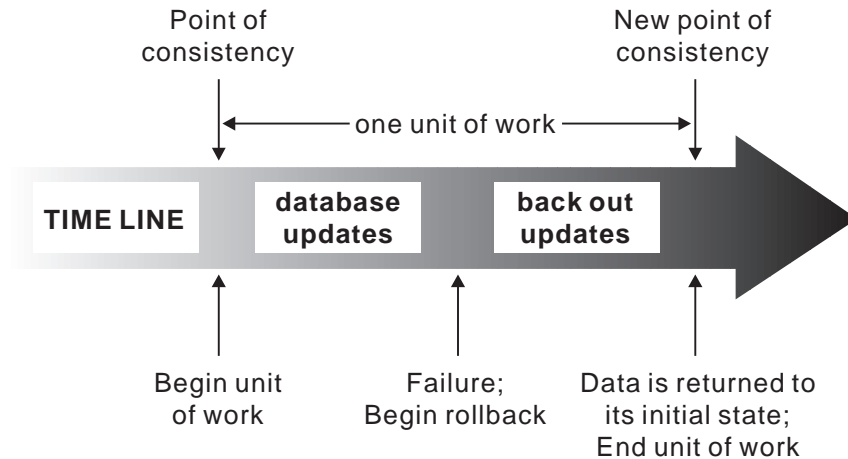 Point of
consistency
New point of
consistency
one unit of work
TIME LINE
database
updates
back out
updates
Begin unit
of work
Failure;
Begin rollback
Data is returned to
its initial state;
End unit of work